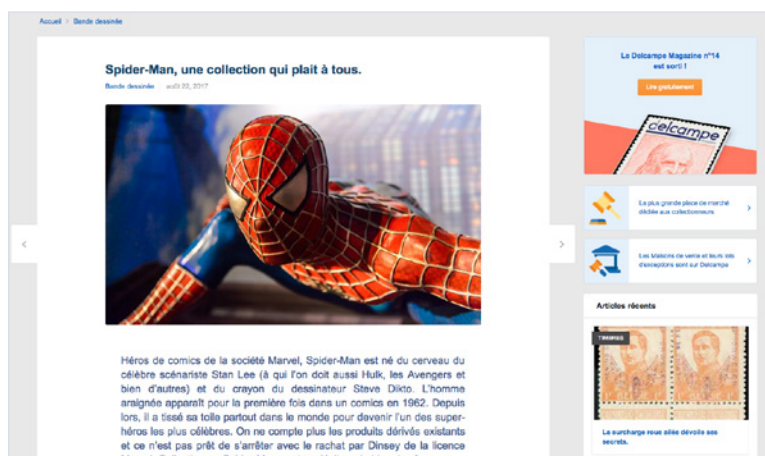 Accueil > Bande dessinée
Spider-Man, une collection qui plait à tous.
Bande dessinée | août 22, 2017
Héros de comics de la société Marvel, Spider-Man est né du cerveau du
célèbre scénariste Stan Lee (à qui l'on doit aussi Hulk, les Avengers et
bien d'autres) et du crayon du dessinateur Steve Dikto. L'homme
araignée apparaît pour la première fois dans un comics en 1962. Depuis
lors, il a tissé sa toile partout dans le monde pour devenir l'un des super-
héros les plus célèbres. On ne compte plus les produits dérivés existants
et ce n'est pas prêt de s'arrêter avec le rachat par Dinsey de la licence
Le Delcampe Magazine n°14
est sorti !
Lire gratuitement
delcampe
La plus grande place de marché
dédiée aux collectionneurs
Les Maisons de vente et leurs lots
d'exceptions sont sur Delcampe
Articles récents
TIMBRES
La surcharge roue ailée dévoile ses
secrets.